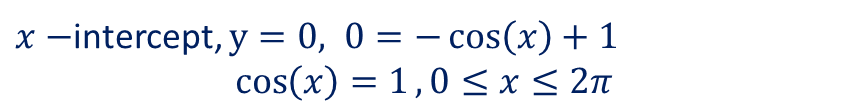 x −intercept, y = 0, 0 = − cos(x) + 1
cos(x) = 1 , 0 ≤ x ≤ 2π